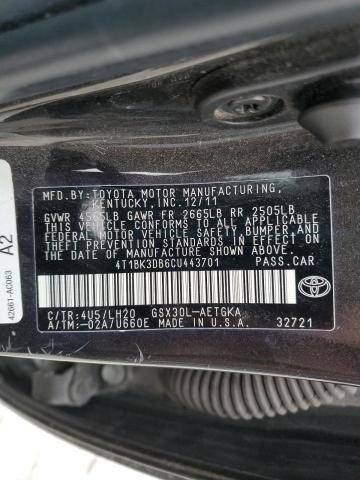 MFD.BY:TOYOTA MOTOR MANUFACTURING,
KENTUCKY, INC. 12/11
GVWR 4565LB GAWR FR 2665LB RR 2505LB
THIS VEHICLE CONFORMS TO ALL APPLICABLE
FEDERAL MOTOR VEHICLE SAFETY, BUMPER, AND
THEFT PREVENTION STANDARDS IN EFFECT ON
THE DATE OF MANUFACTURE SHOWN ABOVE.
4T1BK3DB6CU443701 PASS.CAR
C/TR:4U5/LH20 GSX30L-AETGKA
A/TM:-02A/U660E MADE IN U.S.A. 32721
TOYOTA
42661-AC063
A2